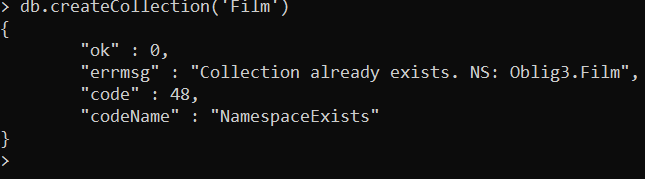 > db.createCollection('Film')
{
        "ok" : 0,
        "errmsg" : "Collection already exists. NS: Oblig3.Film",
        "code" : 48,
        "codeName" : "NamespaceExists"
}
>